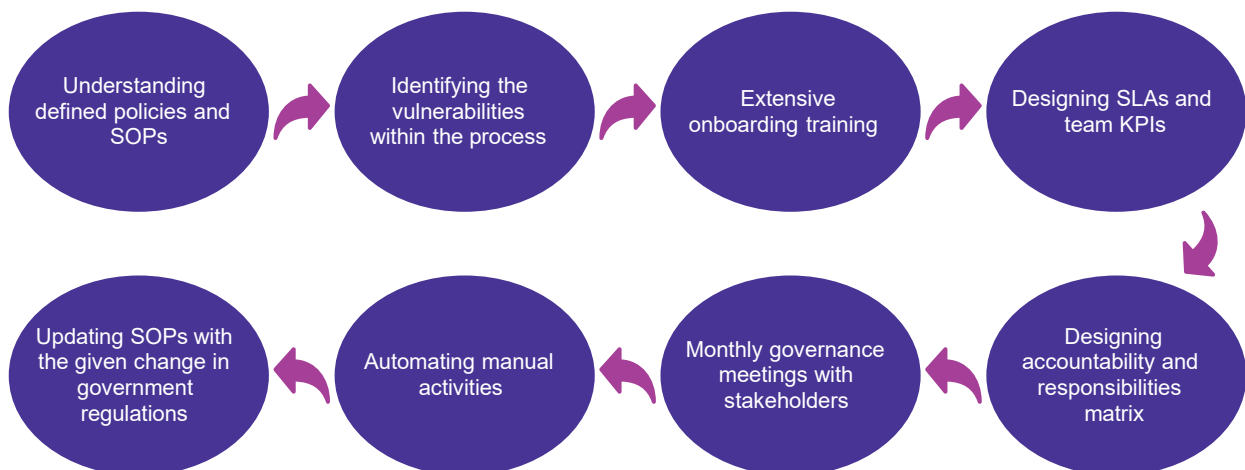 Understanding
defined policies and
SOPs
Identifying the
vulnerabilities
within the process
Extensive
onboarding training
Designing SLAs and
team KPIs
Designing
accountability and
responsibilities
matrix
Monthly governance
meetings with
stakeholders
Automating manual
activities
Updating SOPs with
the given change in
government
regulations